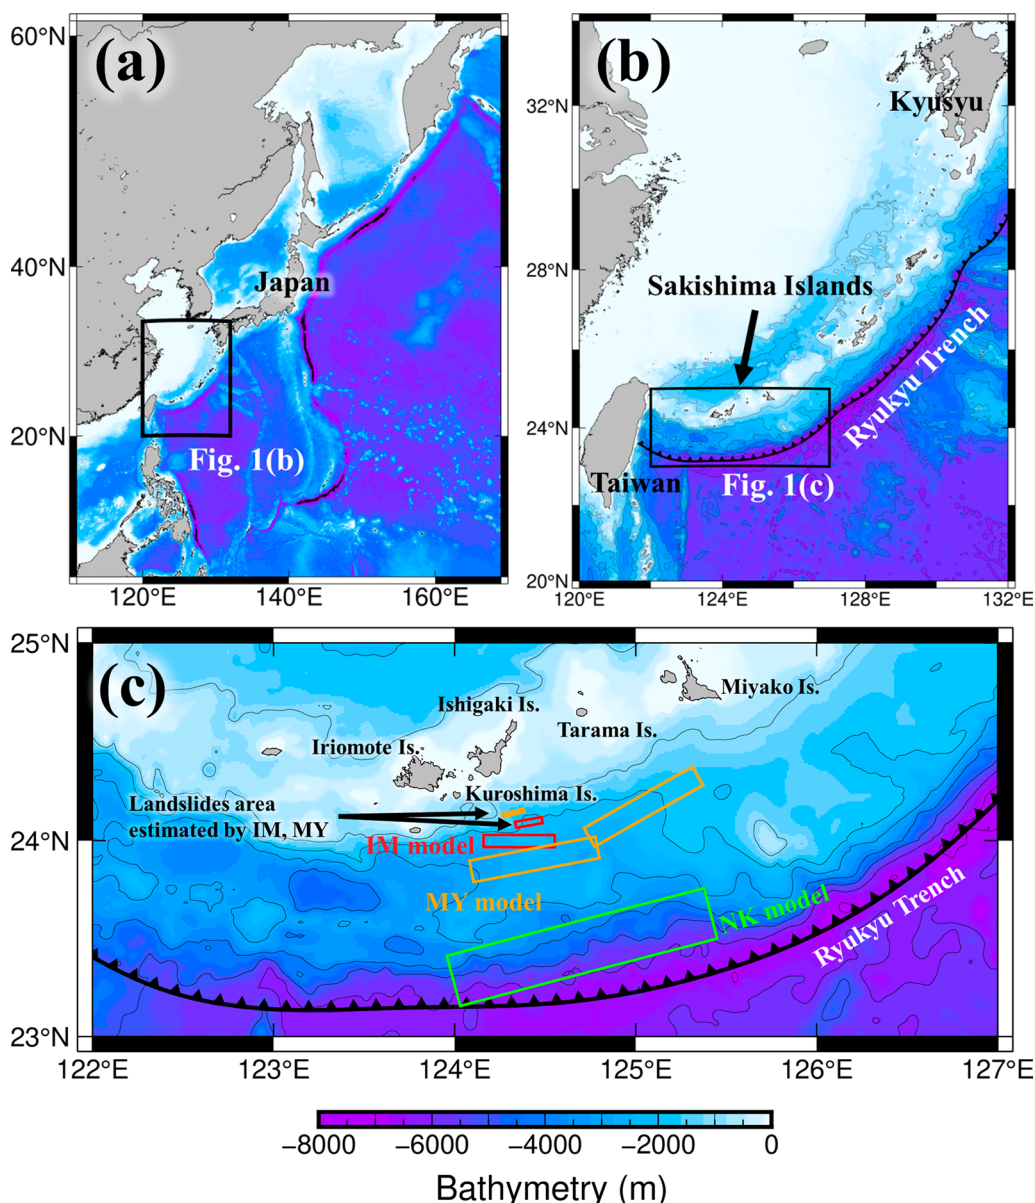 (a)
60°N
40°N
20°N
Japan
Fig. 1(b)
120°E
140°E
160°E
(b)
Kyusyu
32°N
28°N
24°N
20°N
Sakishima Islands
Ryukyu Trench
Taiwan
Fig. 1(c)
120°E
124°E
128°E
132°E
(c)
25°N
24°N
23°N
Miyako Is.
Ishigaki Is.
Tarama Is.
Iriomote Is.
Kuroshima Is.
Landslides area
estimated by IM, MY
IM model
MY model
NK model
Ryukyu Trench
122°E
123°E
124°E
125°E
126°E
127°E
−8000
−6000
−4000
−2000
0
Bathymetry (m)